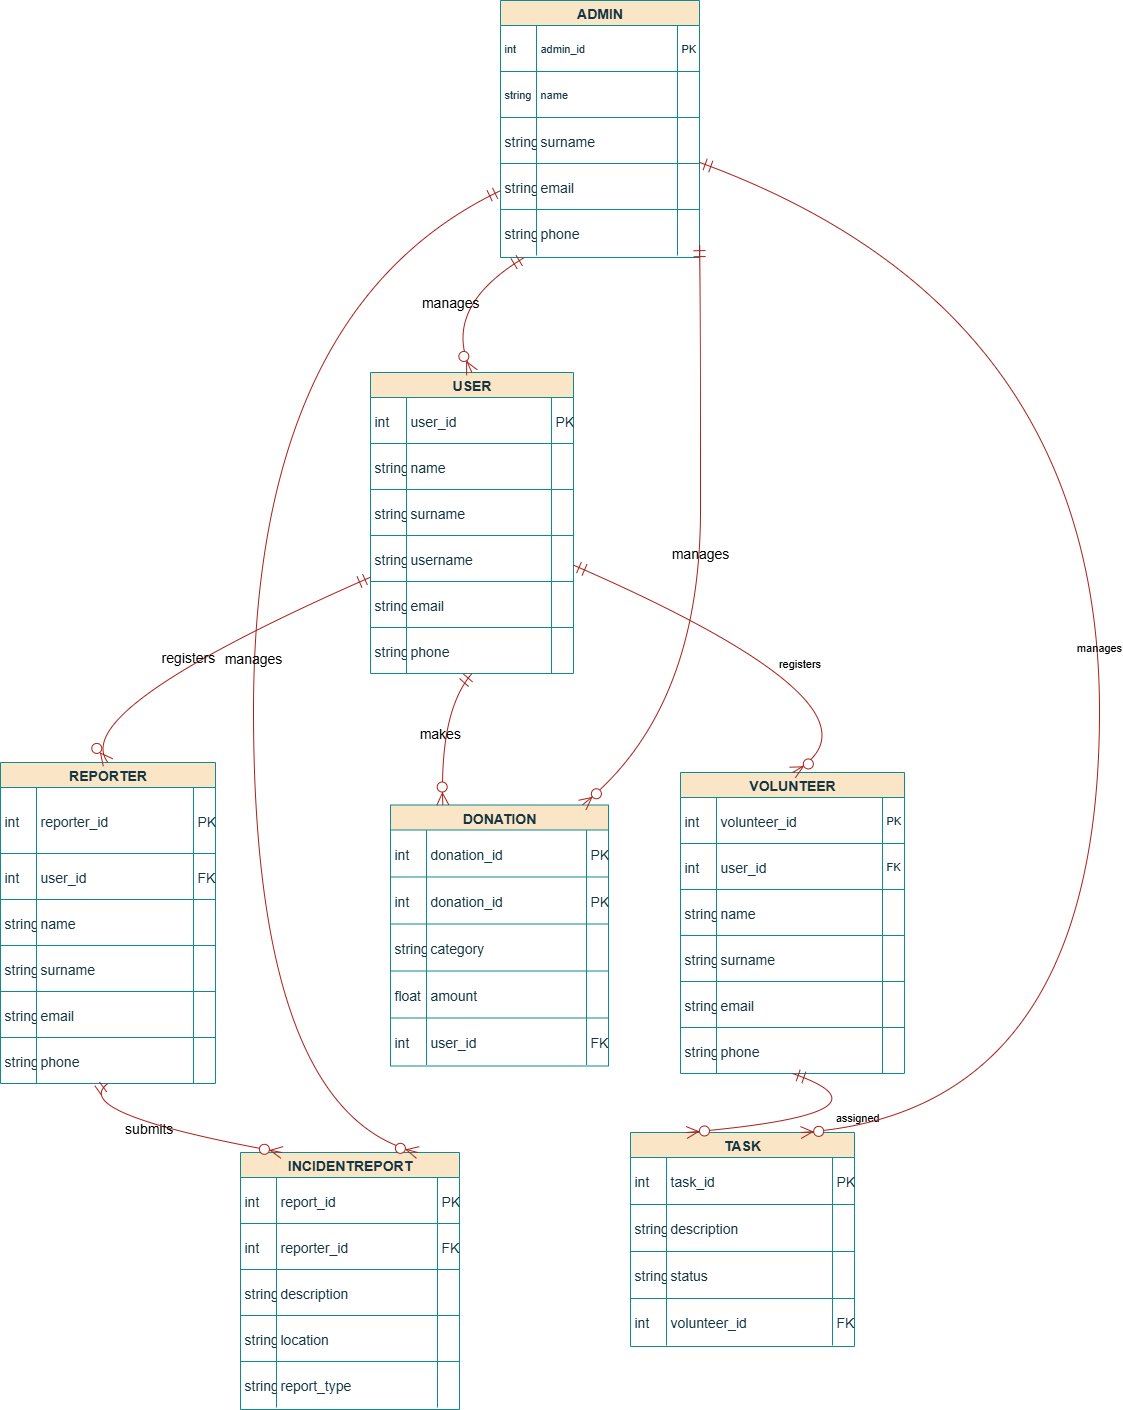 ADMIN
int admin_id PK
string name
string surname
string email
string phone
manages
USER
int user_id PK
string name
string surname
string username
string email
string phone
manages
registers
manages
registers
manages
makes
REPORTER
int reporter_id PK
int user_id FK
string name
string surname
string email
string phone
DONATION
int donation_id PK
int donation_id PK
string category
float amount
int user_id FK
VOLUNTEER
int volunteer_id PK
int user_id FK
string name
string surname
string email
string phone
submits
assigned
INCIDENTREPORT
int report_id PK
int reporter_id FK
string description
string location
string report_type
TASK
int task_id PK
string description
string status
int volunteer_id FK